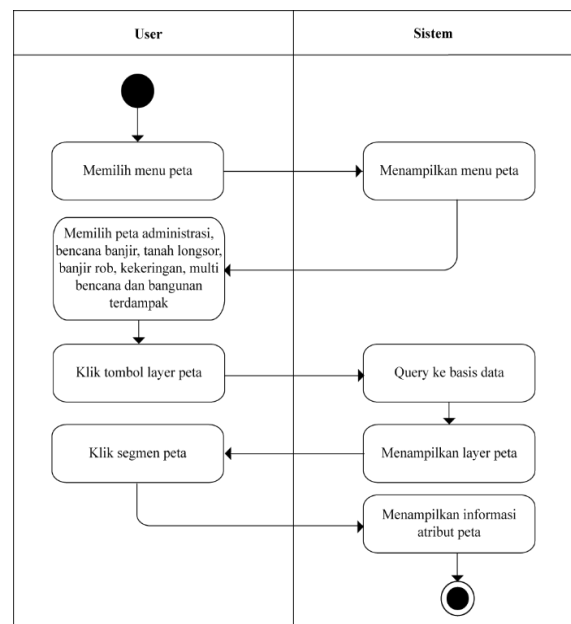 User
Sistem
Memilih menu peta
Menampilkan menu peta
Memilih peta administrasi,
bencana banjir, tanah longsor,
banjir rob, kekeringan, multi
bencana dan bangunan
terdampak
Klik tombol layer peta
Query ke basis data
Klik segmen peta
Menampilkan layer peta
Menampilkan informasi
atribut peta